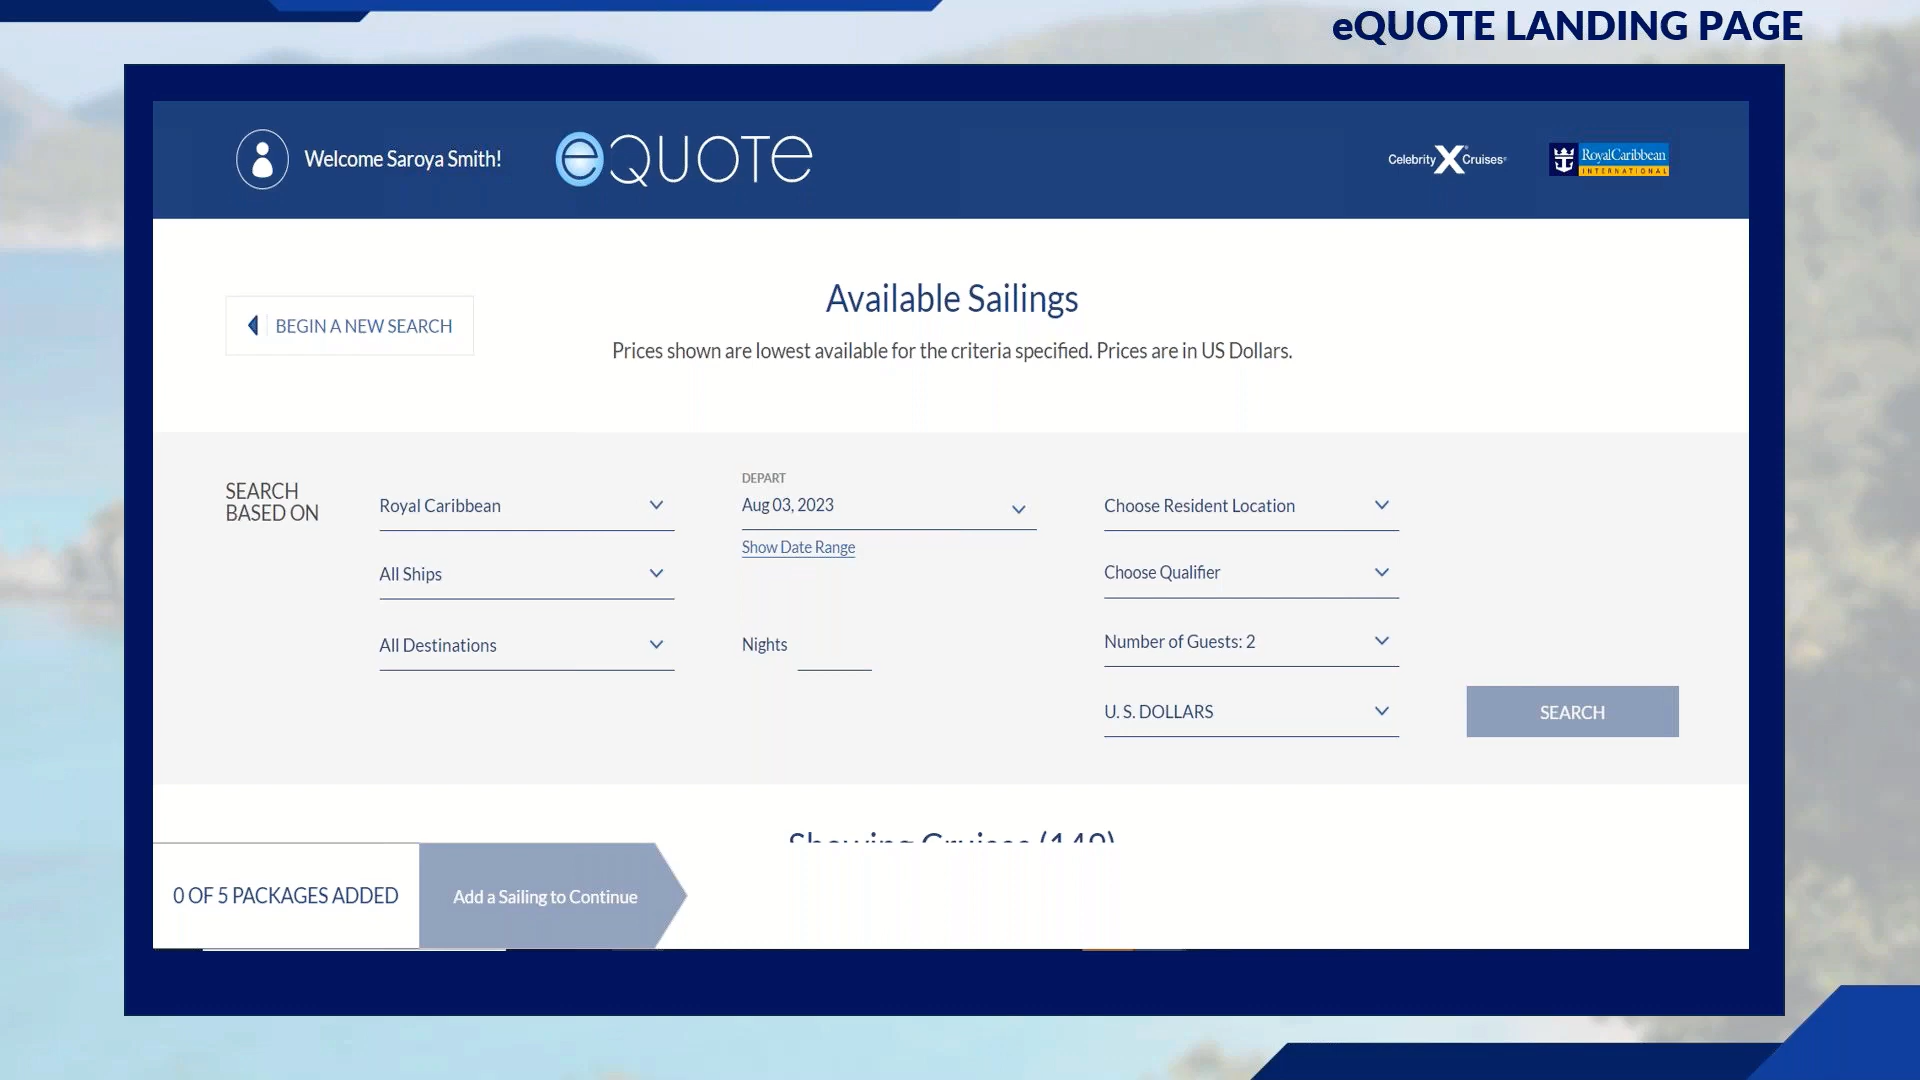 eQUOTE LANDING PAGE
Welcome Saroya Smith!
eQUOTE
Celebrity X Cruises
RoyalCaribbean
INTERNATIONAL
Available Sailings
BEGIN A NEW SEARCH
Prices shown are lowest available for the criteria specified. Prices are in US Dollars.
SEARCH
BASED ON
Royal Caribbean
All Ships
All Destinations
DEPART
Aug 03, 2023
Show Date Range
Nights
Choose Resident Location
Choose Qualifier
Number of Guests: 2
U. S. DOLLARS
SEARCH
Showing Cruises (149)
0 OF 5 PACKAGES ADDED
Add a Sailing to Continue